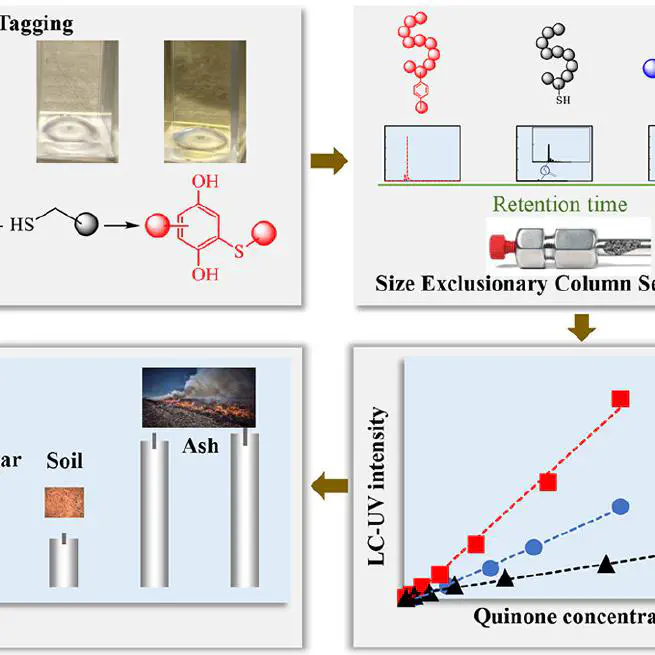 Tagging
HS
OH
S
OH
SH
Retention time
Size Exclusionary Column Se
ar
Soil
Ash
LC-UV intensity
Quinone concentra